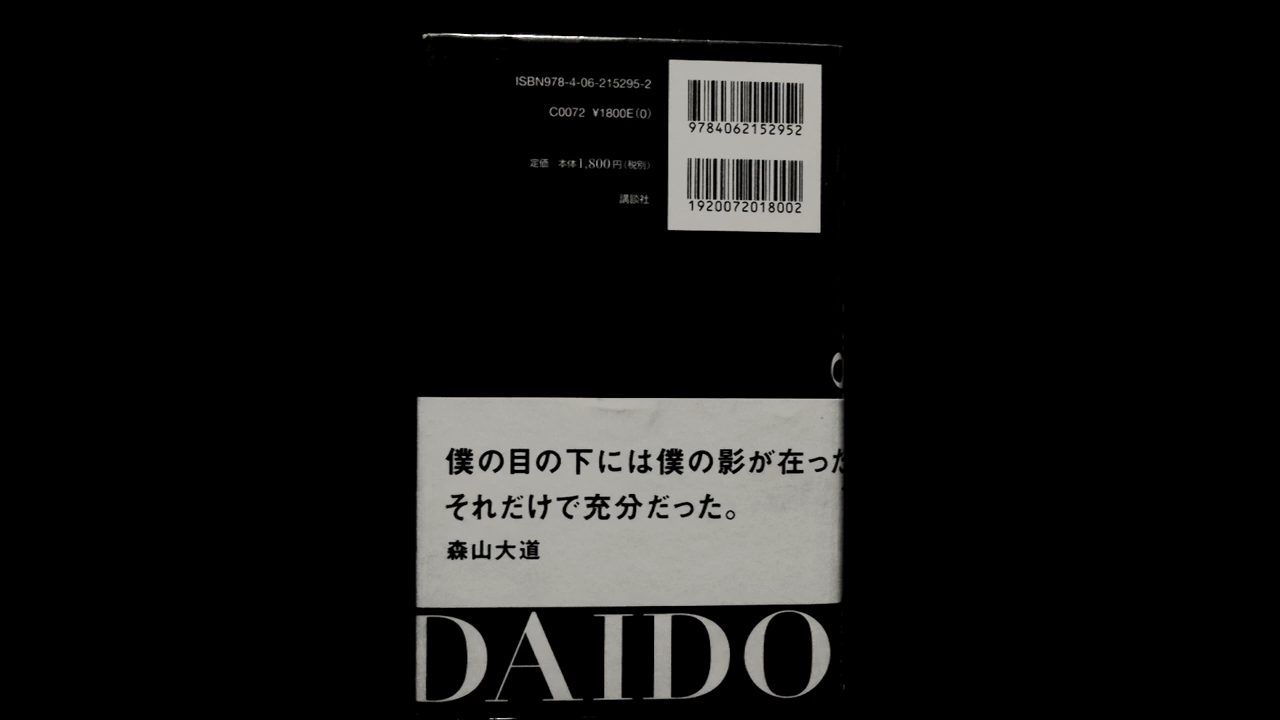 ISBN978-4-06-215295-2
C0072 ¥1800E(0)
定価 本体1,800円(税別)
講談社
9784062152952
1920072018002
僕の目の下には僕の影が在った
それだけで充分だった。
森山大道
DAIDO